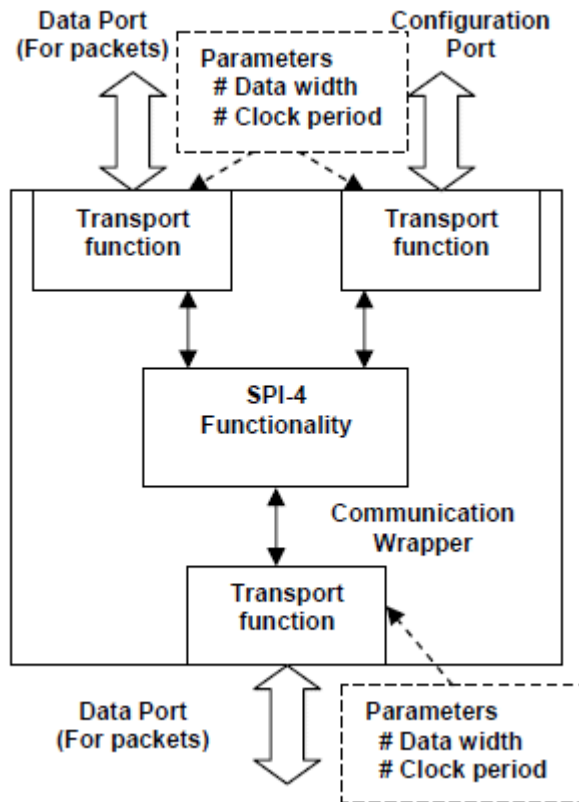 Data Port
(For packets)
Parameters
# Data width
# Clock period
Configuration
Port
Transport
function
Transport
function
SPI-4
Functionality
Communication
Wrapper
Transport
function
Data Port
(For packets)
Parameters
# Data width
# Clock period